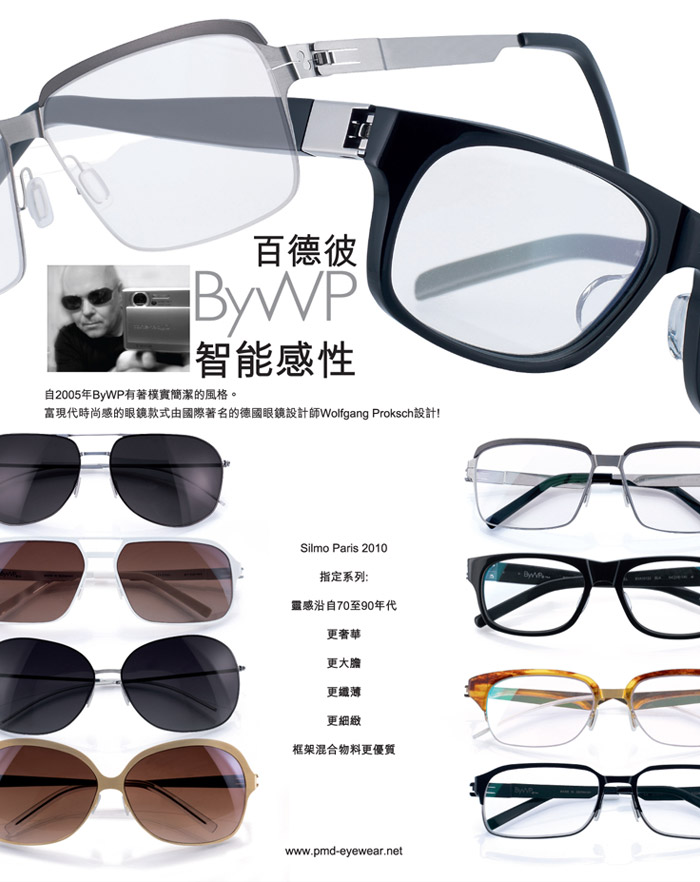 百德彼
ByWP
智能感性
自2005年ByWP有著樸實簡潔的風格。
富現代時尚感的眼鏡款式由國際著名的德國眼鏡設計師Wolfgang Proksch設計!
Silmo Paris 2010
指定系列:
靈感沿自70至90年代
更奢華
更大膽
更纖薄
更細緻
框架混合物料更優質
ByWP
ByWP
www.pmd-eyewear.net